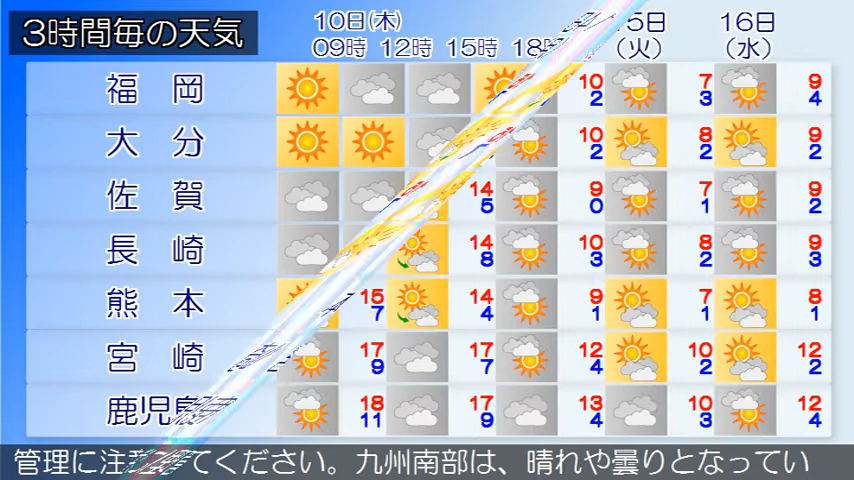 3時間毎の天気
10日(木) 5日 16日
09時 12時 15時 18時 (火) (水)
福岡 10 7 9
2 3 4
大分 10 8 9
2 2 2
佐賀 14 9 7 9
5 0 1 2
長崎 14 10 8 9
8 3 2 3
熊本 15 14 9 7 8
7 4 1 1 1
宮崎 17 17 12 10 12
9 7 4 2 2
鹿児島 18 17 13 10 12
11 9 4 3 4
管理に注意してください。九州南部は、晴れや曇りとなってい